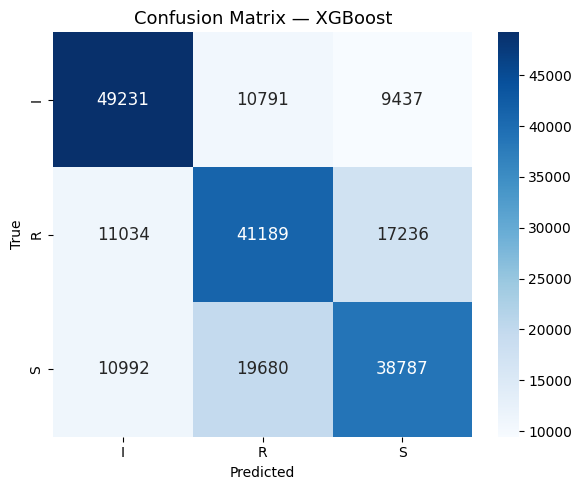 Confusion Matrix — XGBoost
True
I
49231 10791 9437
R
11034 41189 17236
S
10992 19680 38787
I R S
Predicted
45000
40000
35000
30000
25000
20000
15000
10000